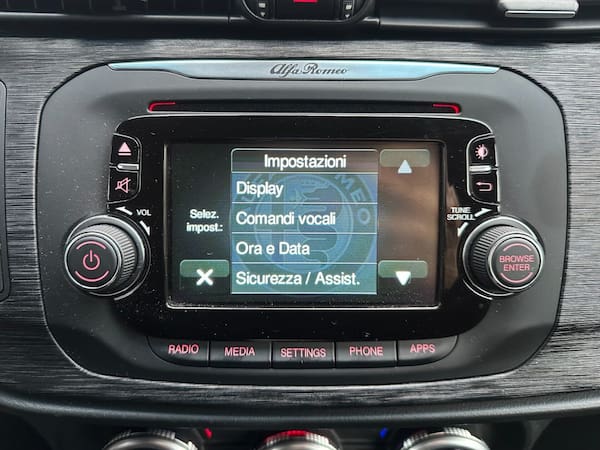 Alfa Romeo
Impostazioni
Display
Selez.
impost.:
Comandi vocali
Ora e Data
Sicurezza / Assist.
VOL
TUNE
SCROLL
BROWSE
ENTER
RADIO
MEDIA
SETTINGS
PHONE
APPS